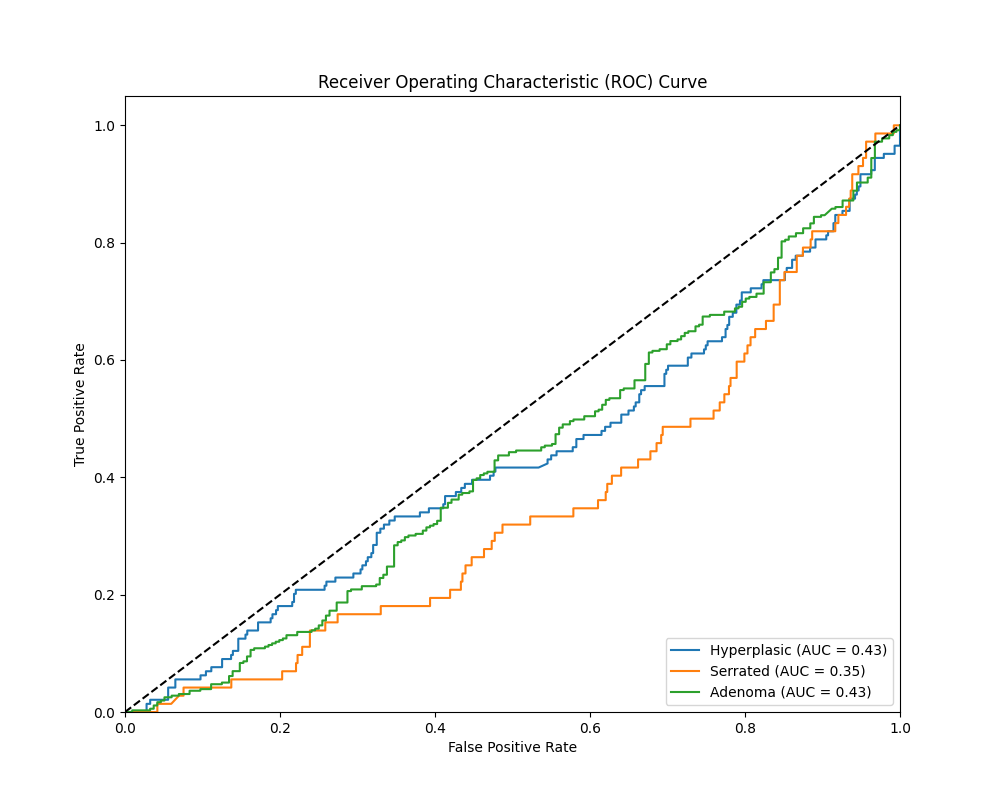 Receiver Operating Characteristic (ROC) Curve
True Positive Rate
1.0
0.8
0.6
0.4
0.2
0.0
0.0 0.2 0.4 0.6 0.8 1.0
False Positive Rate
Hyperplasic (AUC = 0.43)
Serrated (AUC = 0.35)
Adenoma (AUC = 0.43)